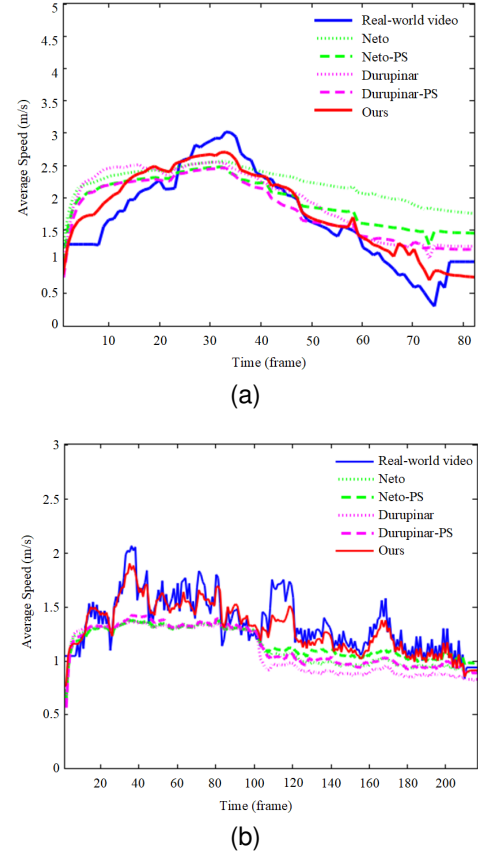 5
4.5
4
3.5
3
2.5
2
1.5
1
0.5
0
Average Speed (m/s)
Real-world video
Neto
Neto-PS
Durupinar
Durupinar-PS
Ours
10 20 30 40 50 60 70 80
Time (frame)
(a)
3
2.5
2
1.5
1
0.5
0
Average Speed (m/s)
Real-world video
Neto
Neto-PS
Durupinar
Durupinar-PS
Ours
20 40 60 80 100 120 140 160 180 200
Time (frame)
(b)